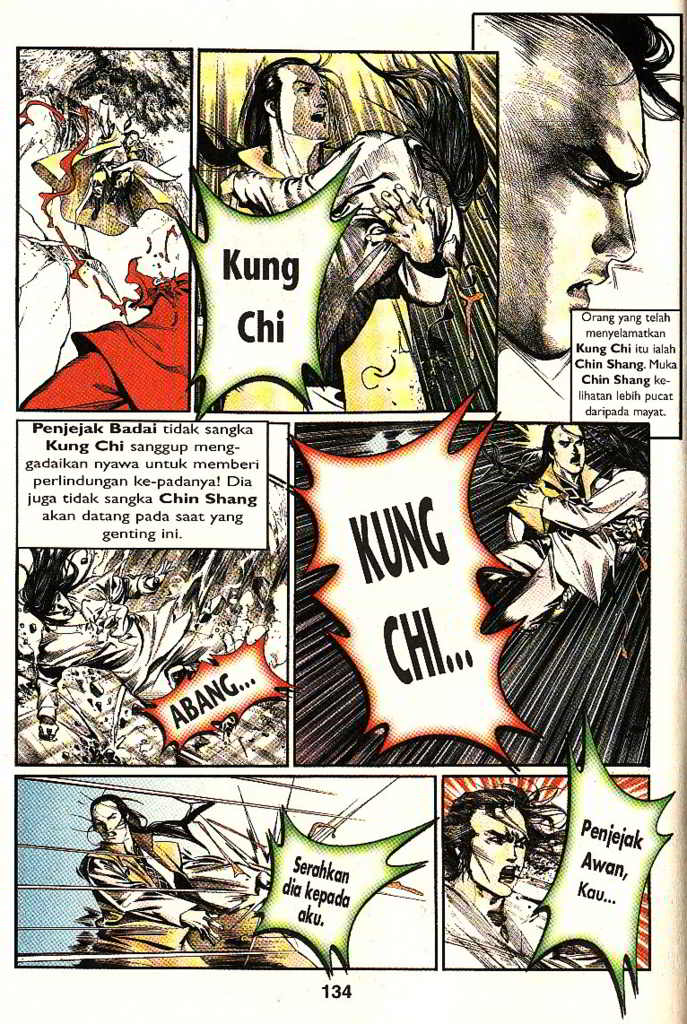 Kung
Chi
Orang yang telah
menyelamatkan
Kung Chi itu ialah
Chin Shang. Muka
Chin Shang ke-
lihatan lebih pucat
daripada mayat.
Penjejak Badai tidak sangka
Kung Chi sanggup meng-
gadaikan nyawa untuk memberi
perlindungan ke-padanya! Dia
juga tidak sangka Chin Shang
akan datang pada saat yang
genting ini.
KUNG
CHI...
ABANG...
Serahkan
dia kepada
aku.
Penjejak
Awan,
Kau...
134